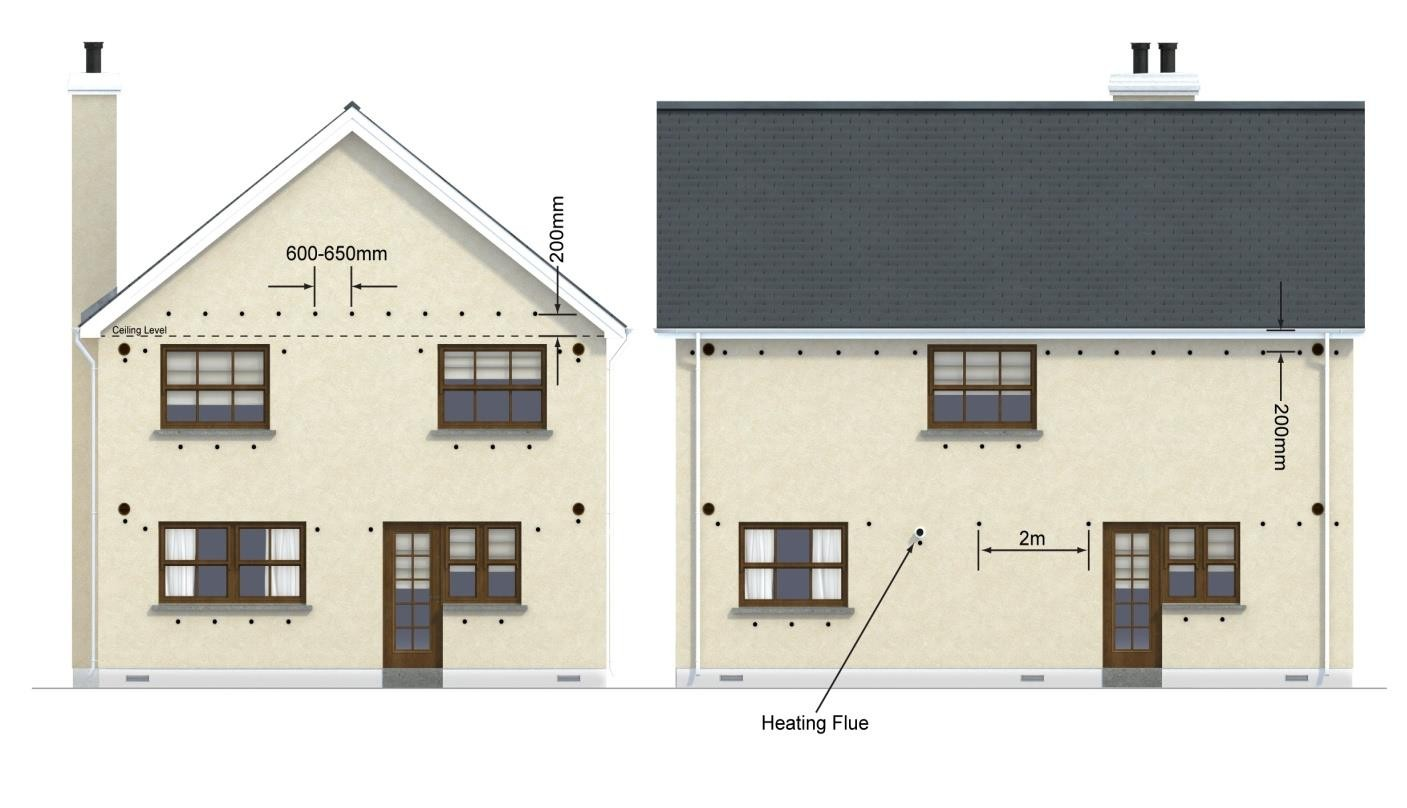 600-650mm
200mm
Ceiling Level
200mm
2m
Heating Flue